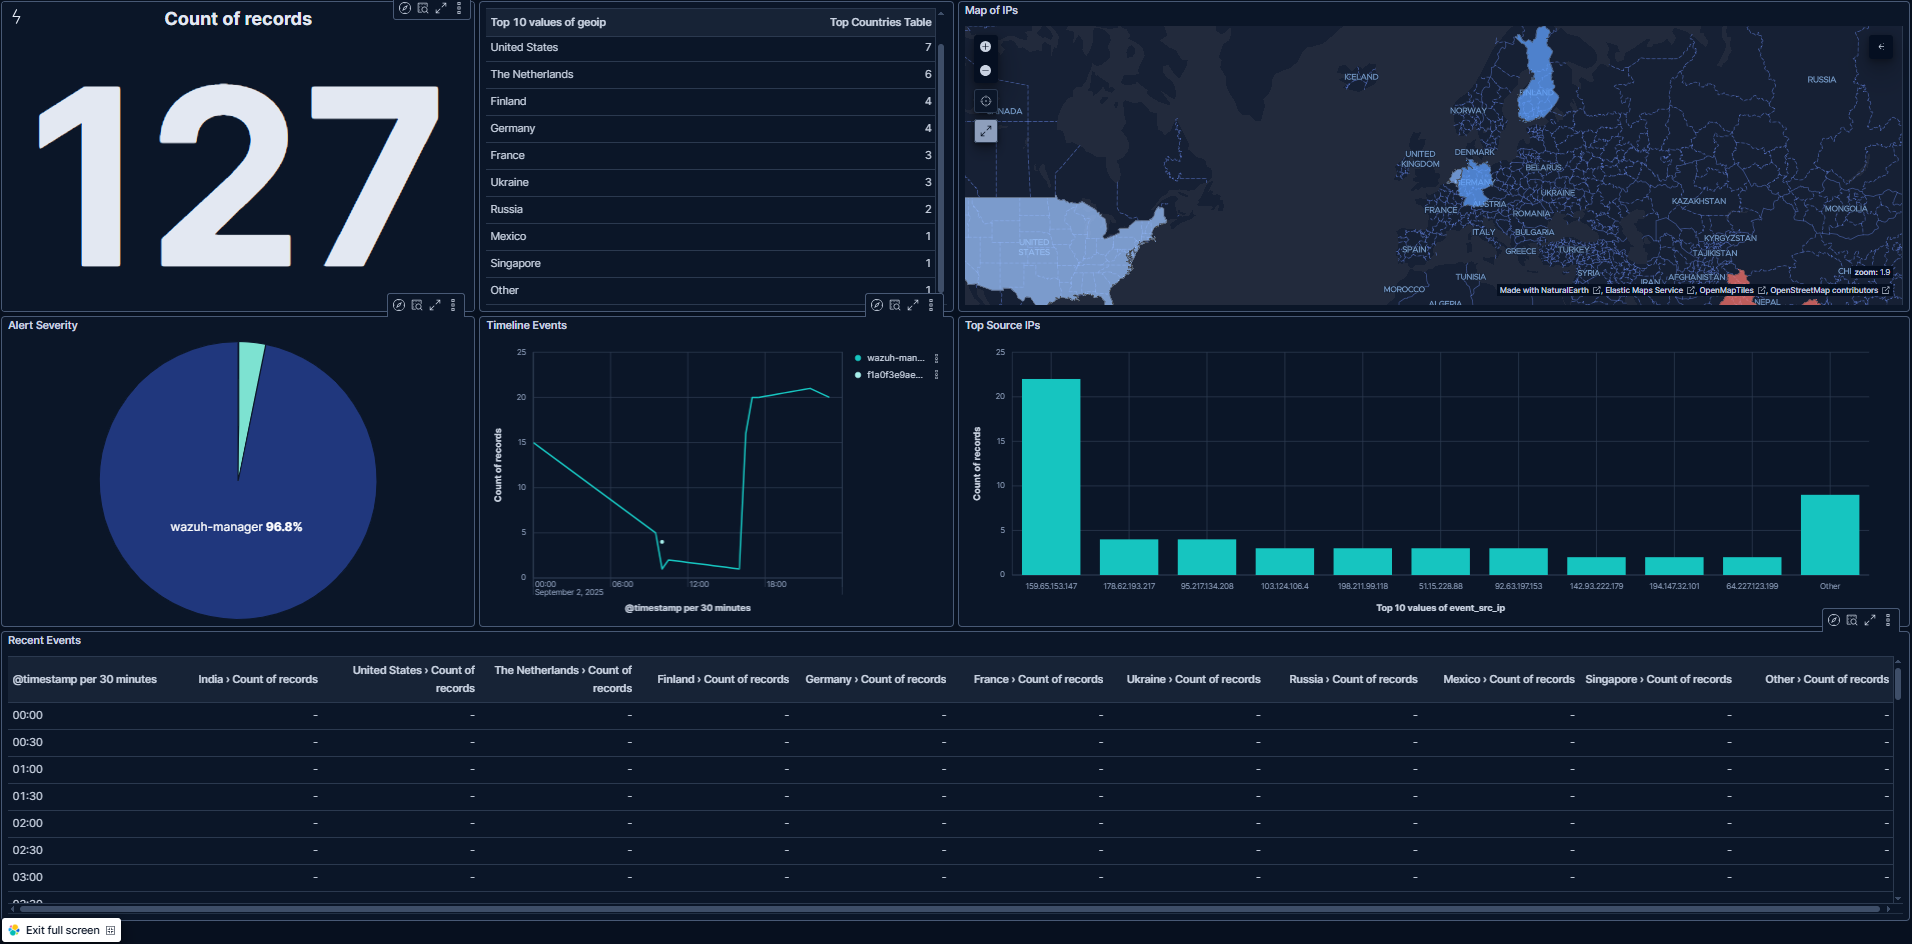 Count of records
127
Top 10 values of geoip Top Countries Table
United States 7
The Netherlands 6
Finland 4
Germany 4
France 3
Ukraine 3
Russia 2
Mexico 1
Singapore 1
Other 1
Map of IPs
ICELAND
RUSSIA
NADA
FINLAND
NORWAY
UNITED KINGDOM
DENMARK
BELARUS
GERMANY
UKRAINE
FRANCE
AUSTRIA
ROMANIA
KAZAKHSTAN
MONGOLIA
ITALY
BULGARIA
SPAIN
GREECE
TURKEY
KYRGYZSTAN
TAJIKISTAN
UNITED STATES
TUNISIA
SYRIA
IRAN
AFGHANISTAN
CHI
zoom: 1.9
MOROCCO
ALGERIA
NEPAL
Made with NaturalEarth, Elastic Maps Service, OpenMapTiles, OpenStreetMap contributors
Alert Severity
wazuh-manager 96.8%
Timeline Events
25
20
15
10
5
0
Count of records
00:00 06:00 12:00 18:00
September 2, 2025
@timestamp per 30 minutes
wazuh-man...
f1a0f3e9ae...
Top Source IPs
25
20
15
10
5
0
Count of records
159.65.153.147 178.62.193.217 95.217.134.208 103.124.106.4 198.211.99.118 51.15.228.88 92.63.197.153 142.93.222.179 194.147.32.101 64.227.123.199 Other
Top 10 values of event_src_ip
Recent Events
@timestamp per 30 minutes India › Count of records United States › Count of records The Netherlands › Count of records Finland › Count of records Germany › Count of records France › Count of records Ukraine › Count of records Russia › Count of records Mexico › Count of records Singapore › Count of records Other › Count of records
00:00 - - - - - - - - - - -
00:30 - - - - - - - - - - -
01:00 - - - - - - - - - - -
01:30 - - - - - - - - - - -
02:00 - - - - - - - - - - -
02:30 - - - - - - - - - - -
03:00 - - - - - - - - - - -
03:30
Exit full screen